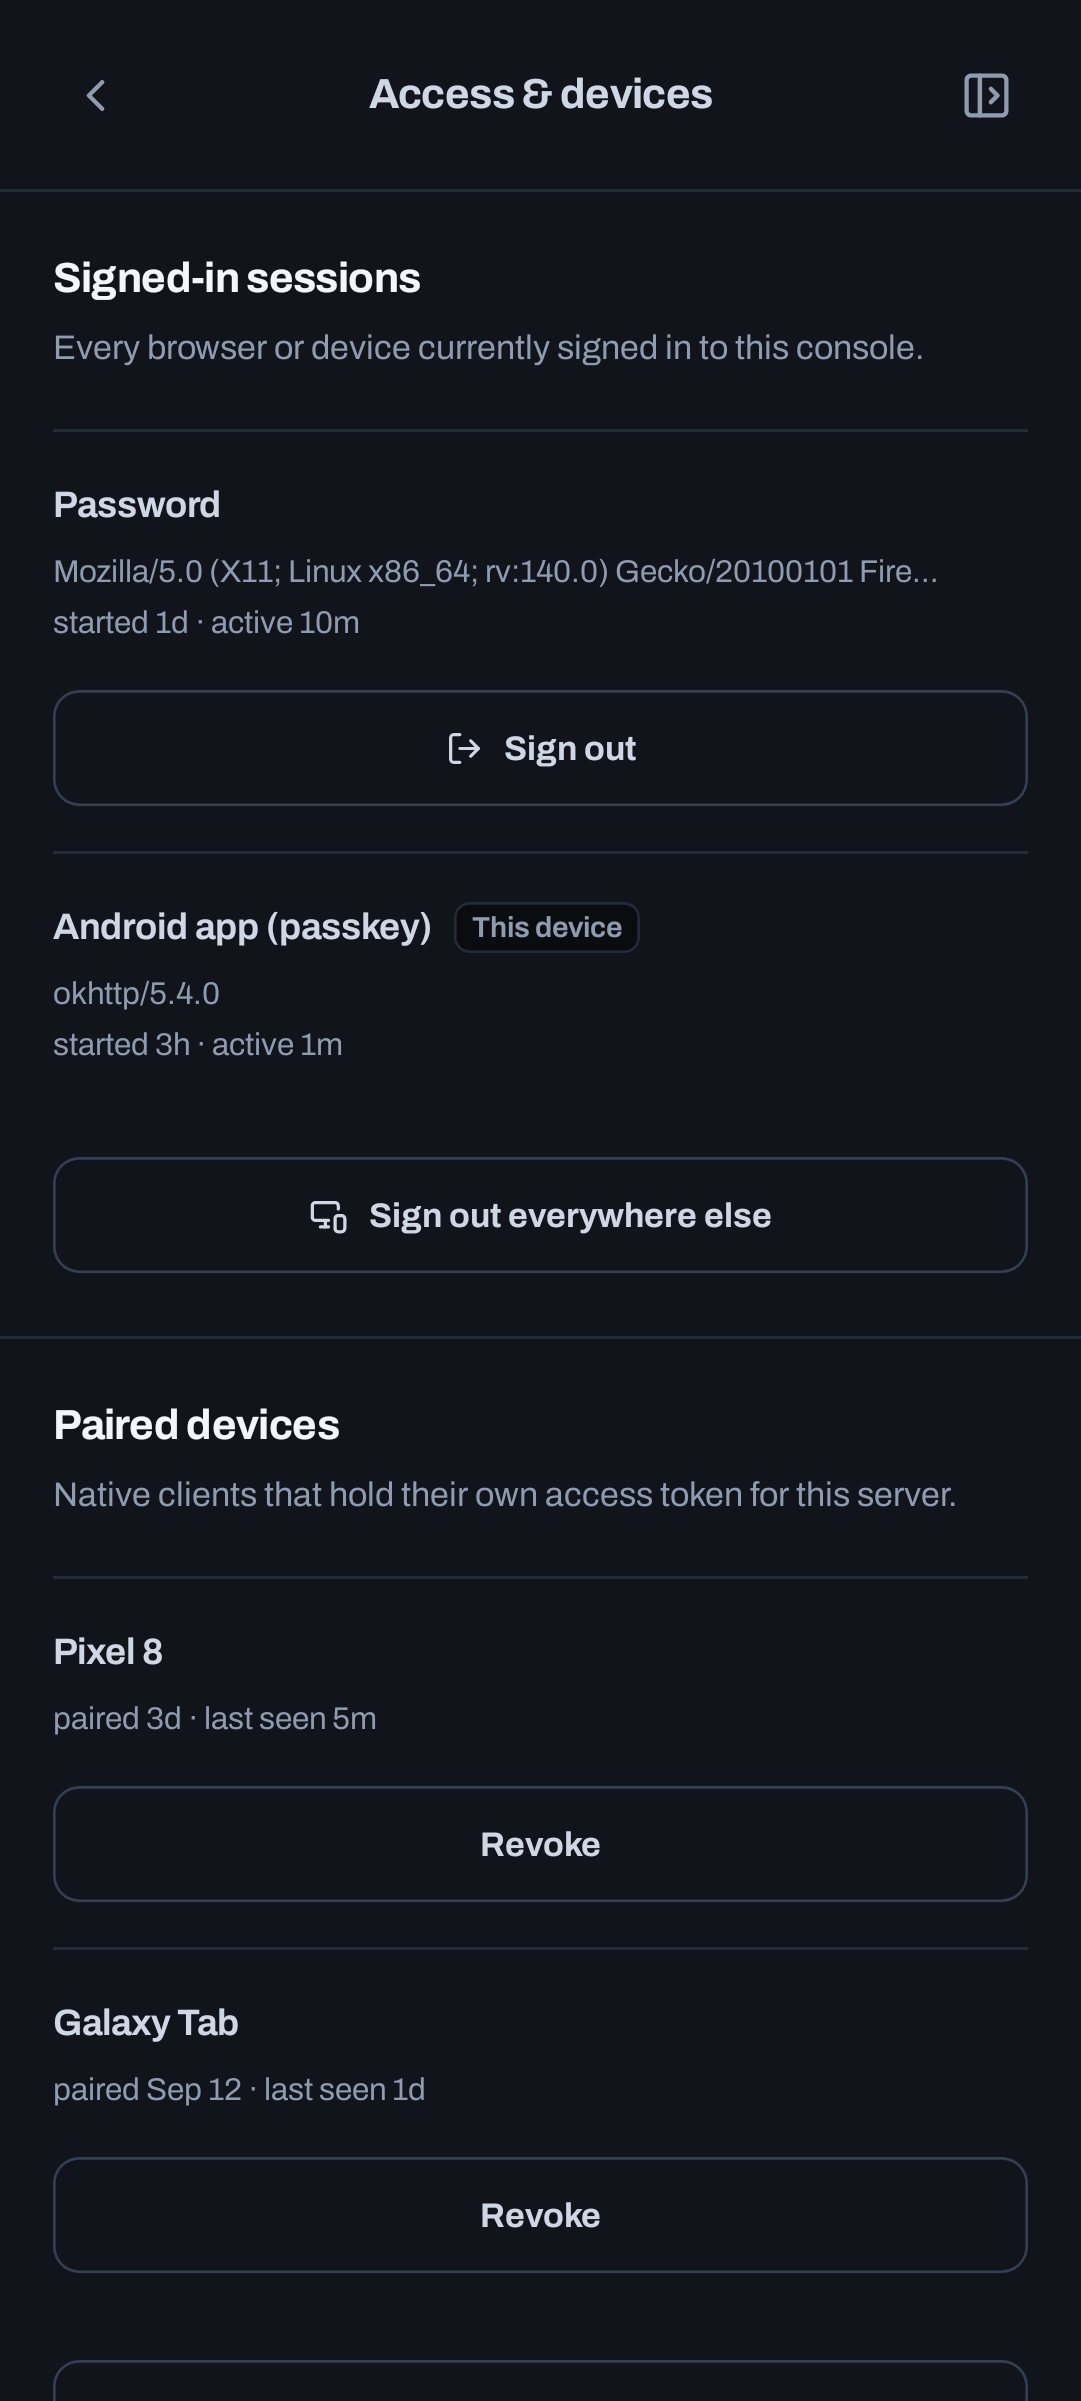 Access & devices
Signed-in sessions
Every browser or device currently signed in to this console.
Password
Mozilla/5.0 (X11; Linux x86_64; rv:140.0) Gecko/20100101 Fire…
started 1d · active 10m
Sign out
Android app (passkey) This device
okhttp/5.4.0
started 3h · active 1m
Sign out everywhere else
Paired devices
Native clients that hold their own access token for this server.
Pixel 8
paired 3d · last seen 5m
Revoke
Galaxy Tab
paired Sep 12 · last seen 1d
Revoke